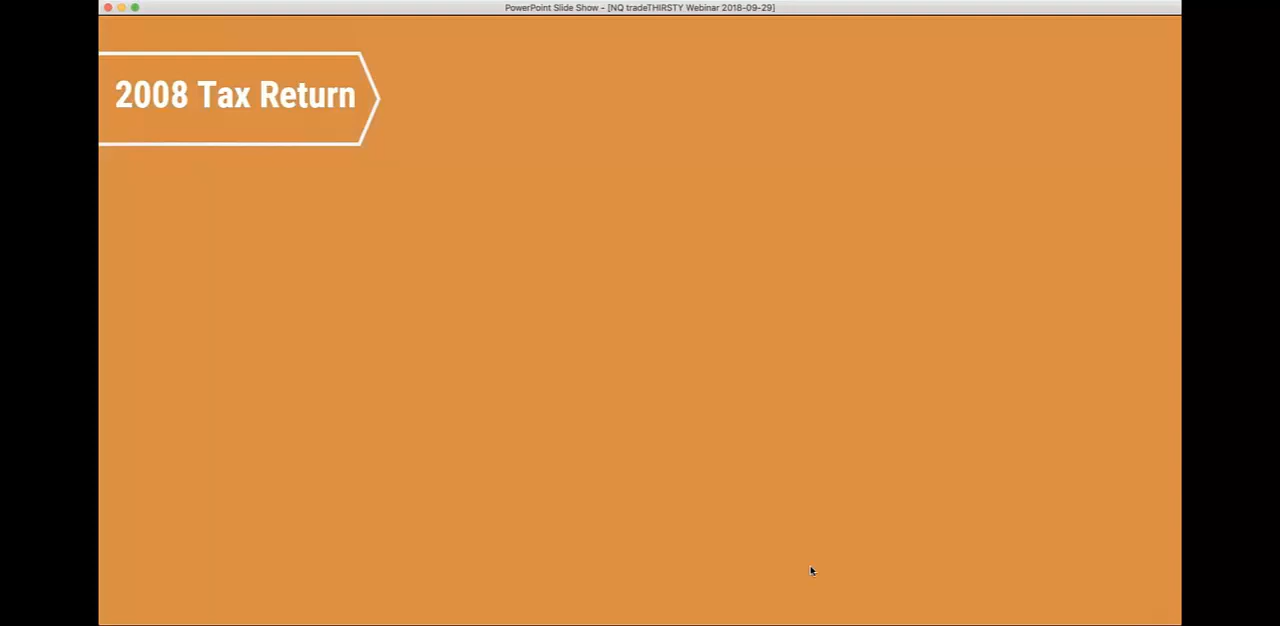 PowerPoint Slide Show - [NQ tradeTHIRSTY Webinar 2018-09-29]
2008 Tax Return